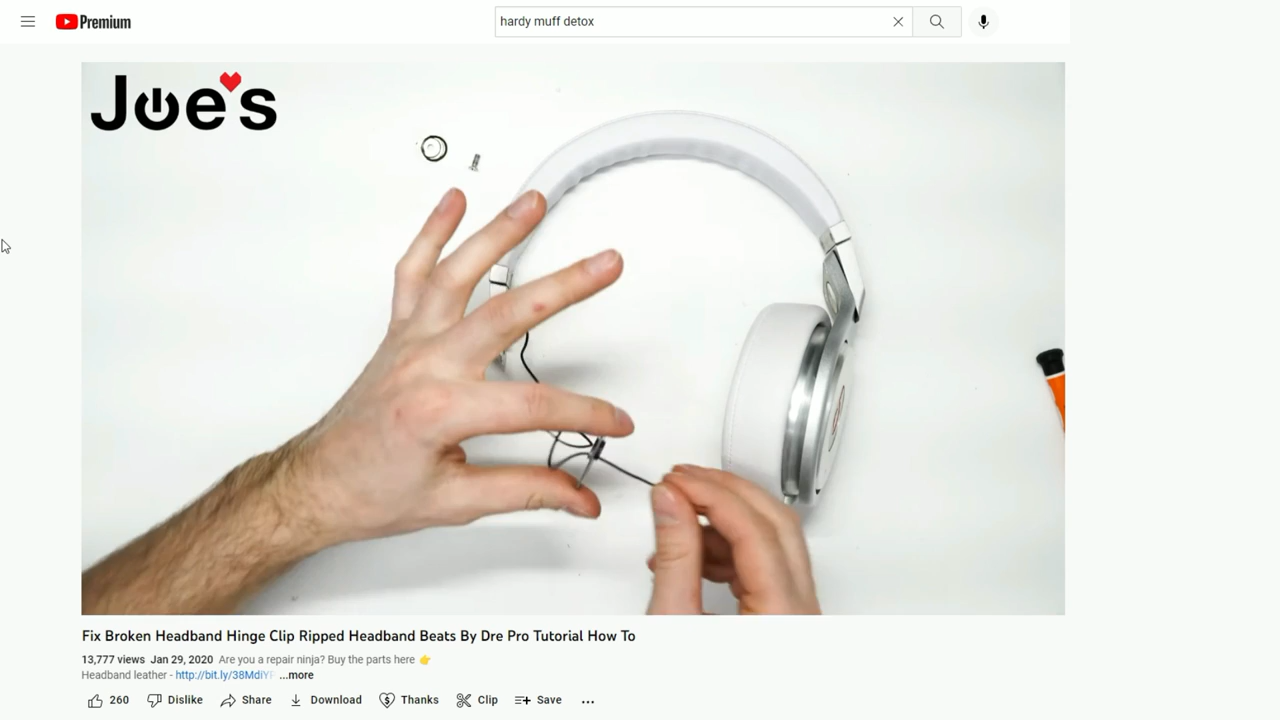 Premium
hardy muff detox
Joe's
Fix Broken Headband Hinge Clip Ripped Headband Beats By Dre Pro Tutorial How To
13,777 views Jan 29, 2020 Are you a repair ninja? Buy the parts here 👉
Headband leather - http://bit.ly/38MdiYP ...more
260 Dislike Share Download Thanks Clip Save ...